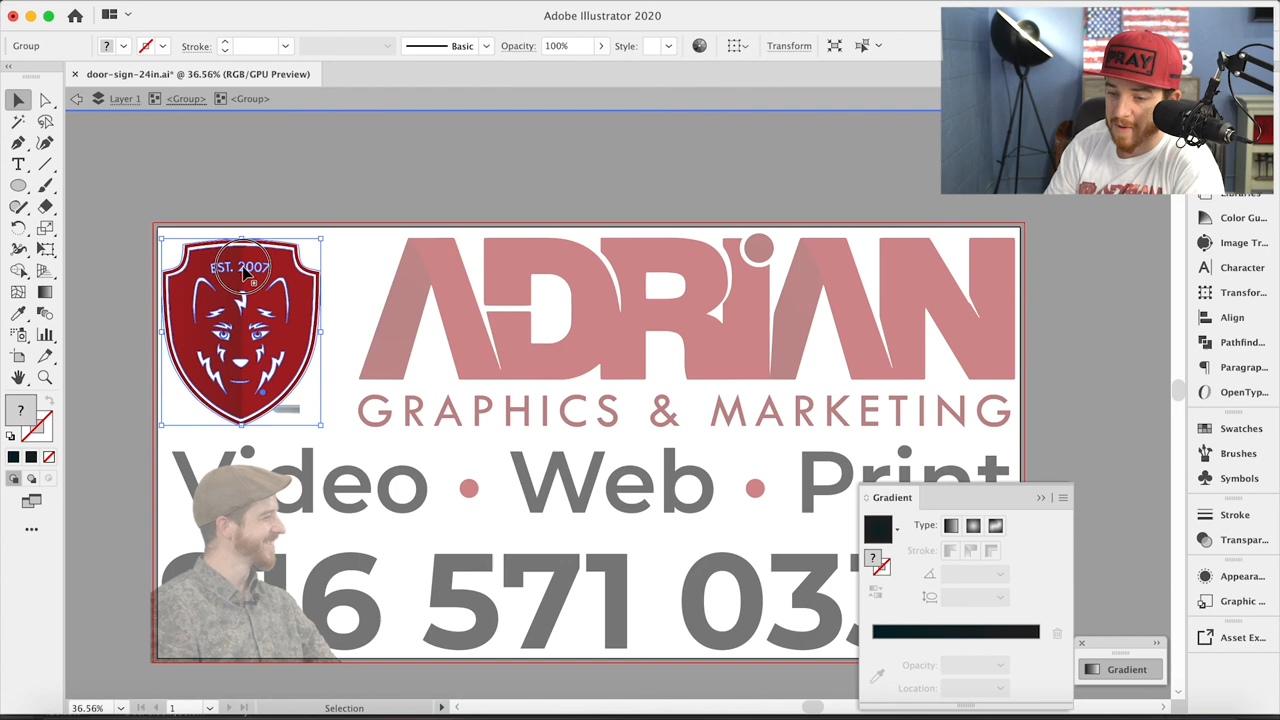 Adobe Illustrator 2020
Group
?
Stroke:
Basic
Opacity:
100%
Style:
Transform
PRAY
door-sign-24in.ai* @ 36.56% (RGB/GPU Preview)
Layer 1
<Group>
<Group>
EST. 2007
ADRiAN
GRAPHICS & MARKETING
Video • Web • Print
6 571 03
?
Gradient
Type:
Stroke:
?
Opacity:
Location:
Gradient
Color Gu...
Image Tr...
Character
Transfor...
Align
Pathfind...
Paragrap...
OpenTyp...
Swatches
Brushes
Symbols
Stroke
Transpar...
Appeara...
Graphic ...
Asset Ex...
36.56%
1
Selection